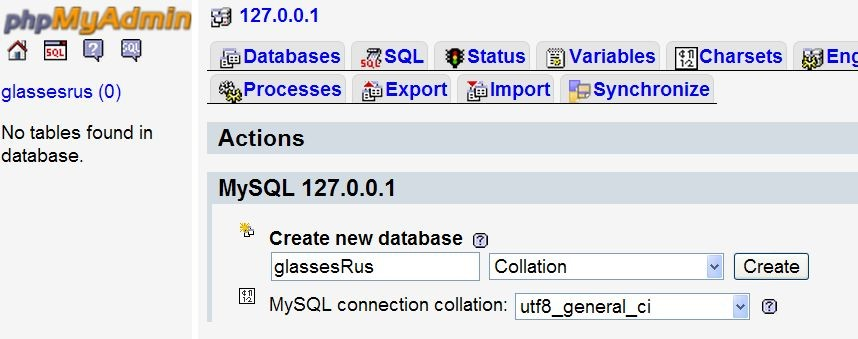 phpMyAdmin
SQL SQL
glassesrus (0)
No tables found in
database.
127.0.0.1
Databases SQL Status Variables Charsets Eng
Processes Export Import Synchronize
Actions
MySQL 127.0.0.1
Create new database
glassesRus Collation Create
MySQL connection collation: utf8_general_ci